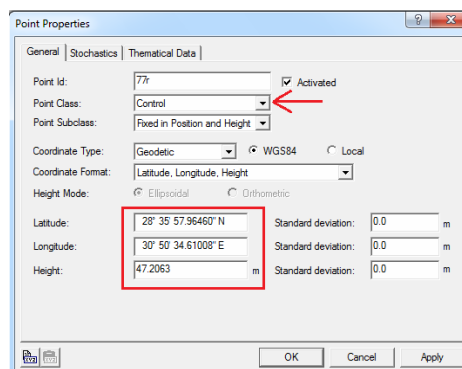 Point Properties
General Stochastics Thematical Data
Point Id: 77r Activated
Point Class: Control
Point Subclass: Fixed in Position and Height
Coordinate Type: Geodetic WGS84 Local
Coordinate Format: Latitude, Longitude, Height
Height Mode: Ellipsoidal Orthometric
Latitude: 28° 35' 57.96460" N Standard deviation: 0.0 m
Longitude: 30° 50' 34.61008" E Standard deviation: 0.0 m
Height: 47.2063 m Standard deviation: 0.0 m
OK Cancel Apply